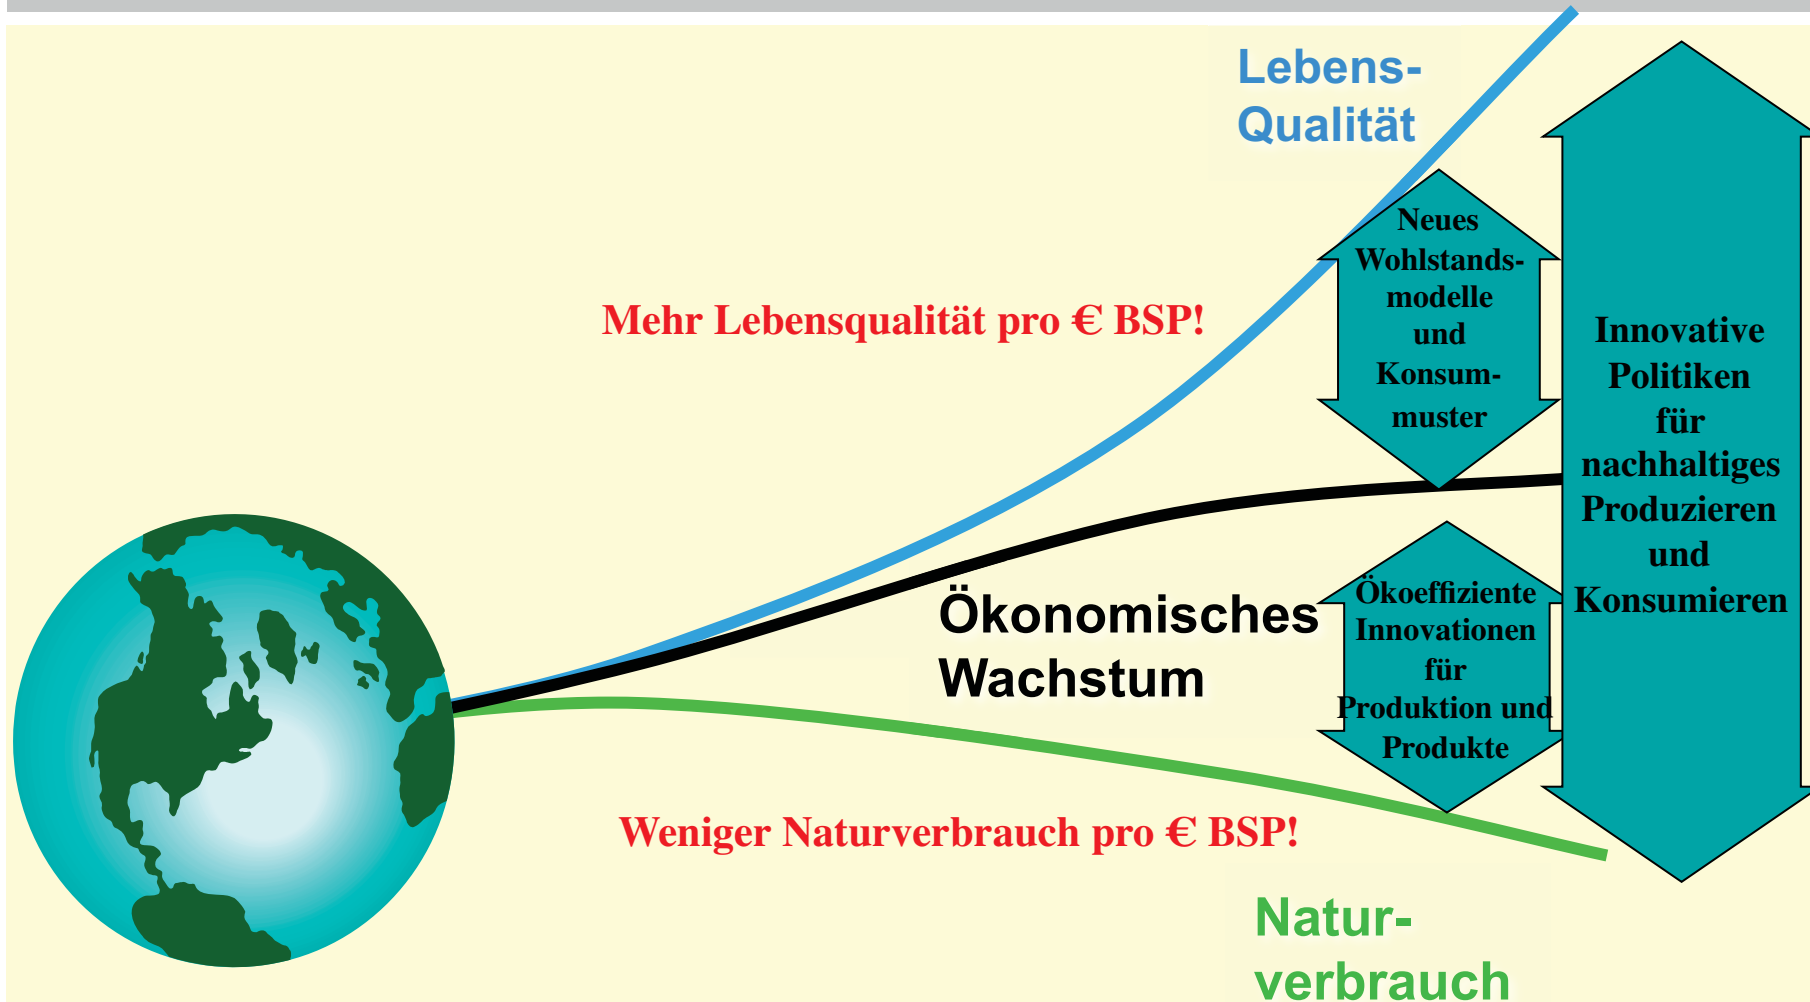 Lebens-
Qualität
Neues
Wohlstands-
modelle
und
Konsum-
muster
Mehr Lebensqualität pro € BSP!
Innovative
Politiken
für
nachhaltiges
Produzieren
und
Konsumieren
Ökonomisches
Wachstum
Ökoeffiziente
Innovationen
für
Produktion und
Produkte
Weniger Naturverbrauch pro € BSP!
Natur-
verbrauch